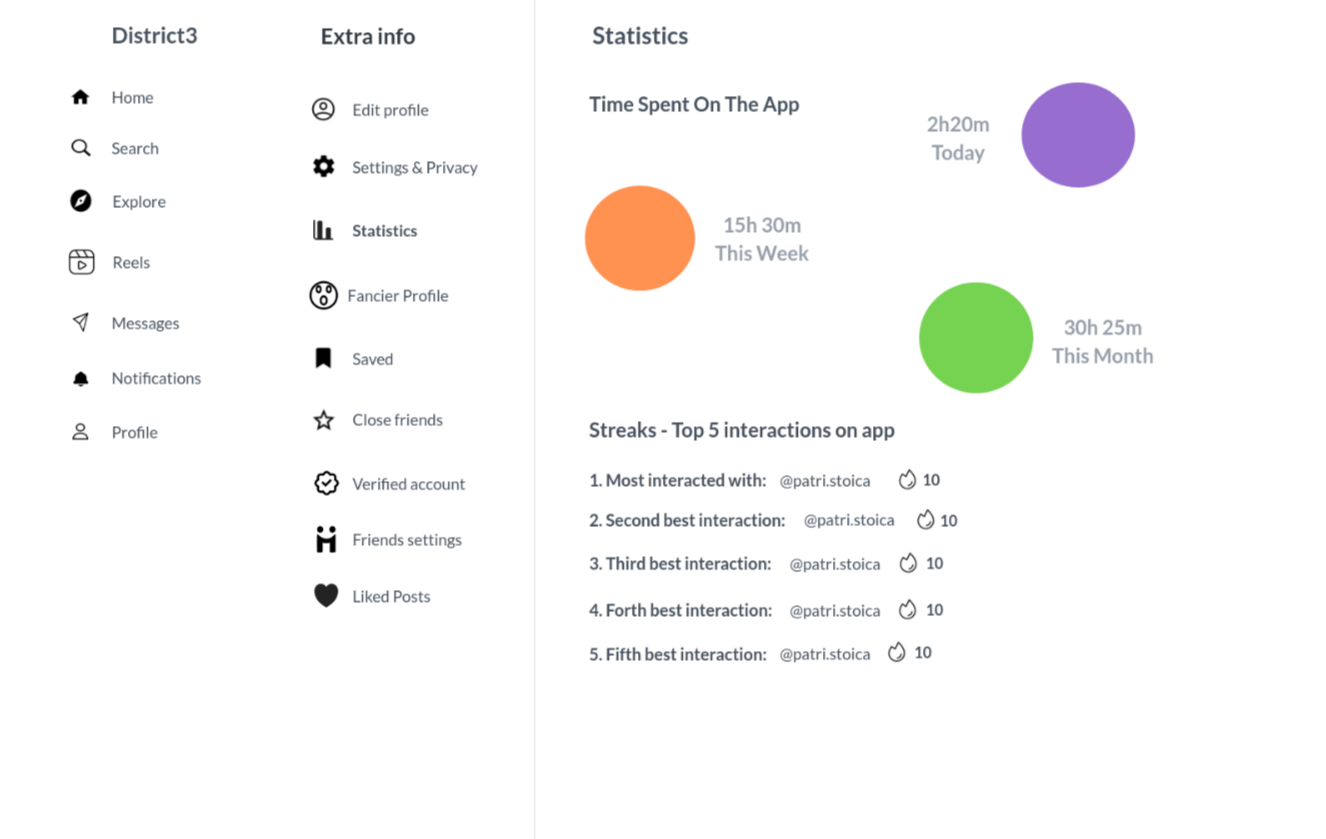 District3
Home
Search
Explore
Reels
Messages
Notifications
Profile
Extra info
Edit profile
Settings & Privacy
Statistics
Fancier Profile
Saved
Close friends
Verified account
Friends settings
Liked Posts
Statistics
Time Spent On The App
2h20m
Today
15h 30m
This Week
30h 25m
This Month
Streaks - Top 5 interactions on app
1. Most interacted with: @patri.stoica 10
2. Second best interaction: @patri.stoica 10
3. Third best interaction: @patri.stoica 10
4. Forth best interaction: @patri.stoica 10
5. Fifth best interaction: @patri.stoica 10